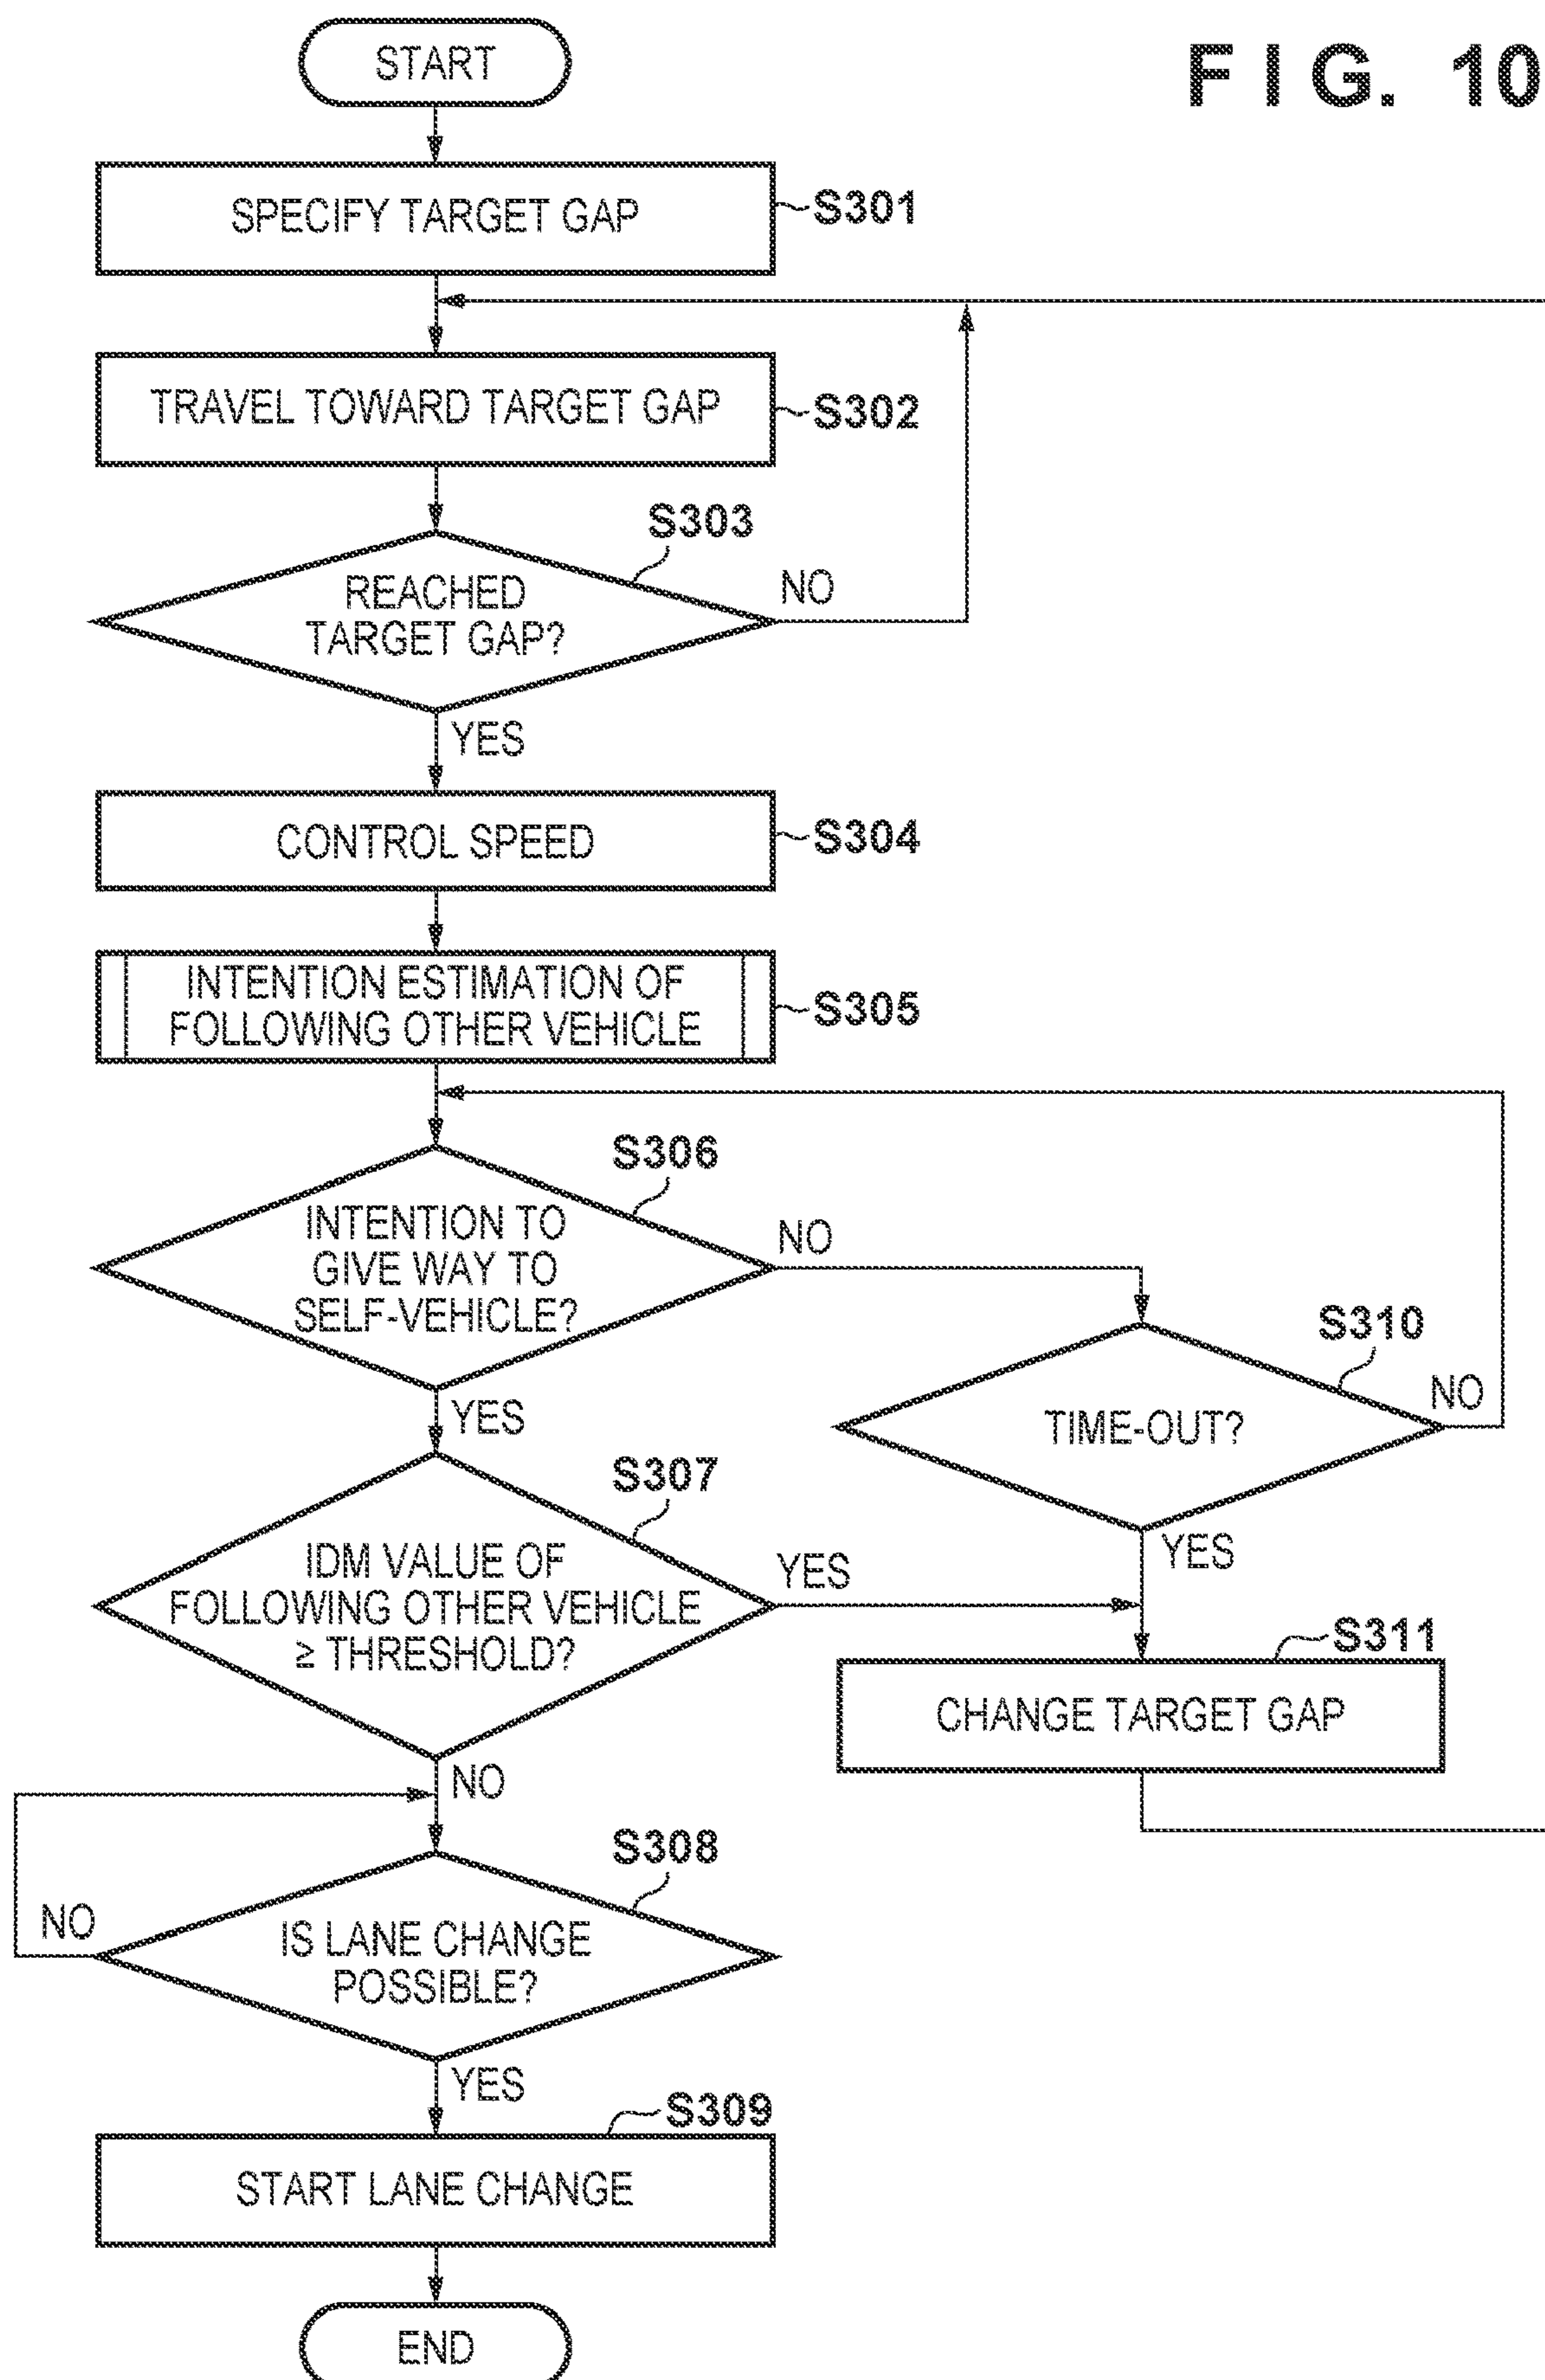 FIG. 10
START
SPECIFY TARGET GAP
S301
TRAVEL TOWARD TARGET GAP
S302
S303
REACHED
TARGET GAP?
NO
YES
CONTROL SPEED
S304
INTENTION ESTIMATION OF
FOLLOWING OTHER VEHICLE
S305
S306
INTENTION TO
GIVE WAY TO
SELF-VEHICLE?
NO
YES
S310
TIME-OUT?
NO
YES
S307
IDM VALUE OF
FOLLOWING OTHER VEHICLE
≥ THRESHOLD?
YES
NO
S311
CHANGE TARGET GAP
S308
IS LANE CHANGE
POSSIBLE?
NO
YES
S309
START LANE CHANGE
END